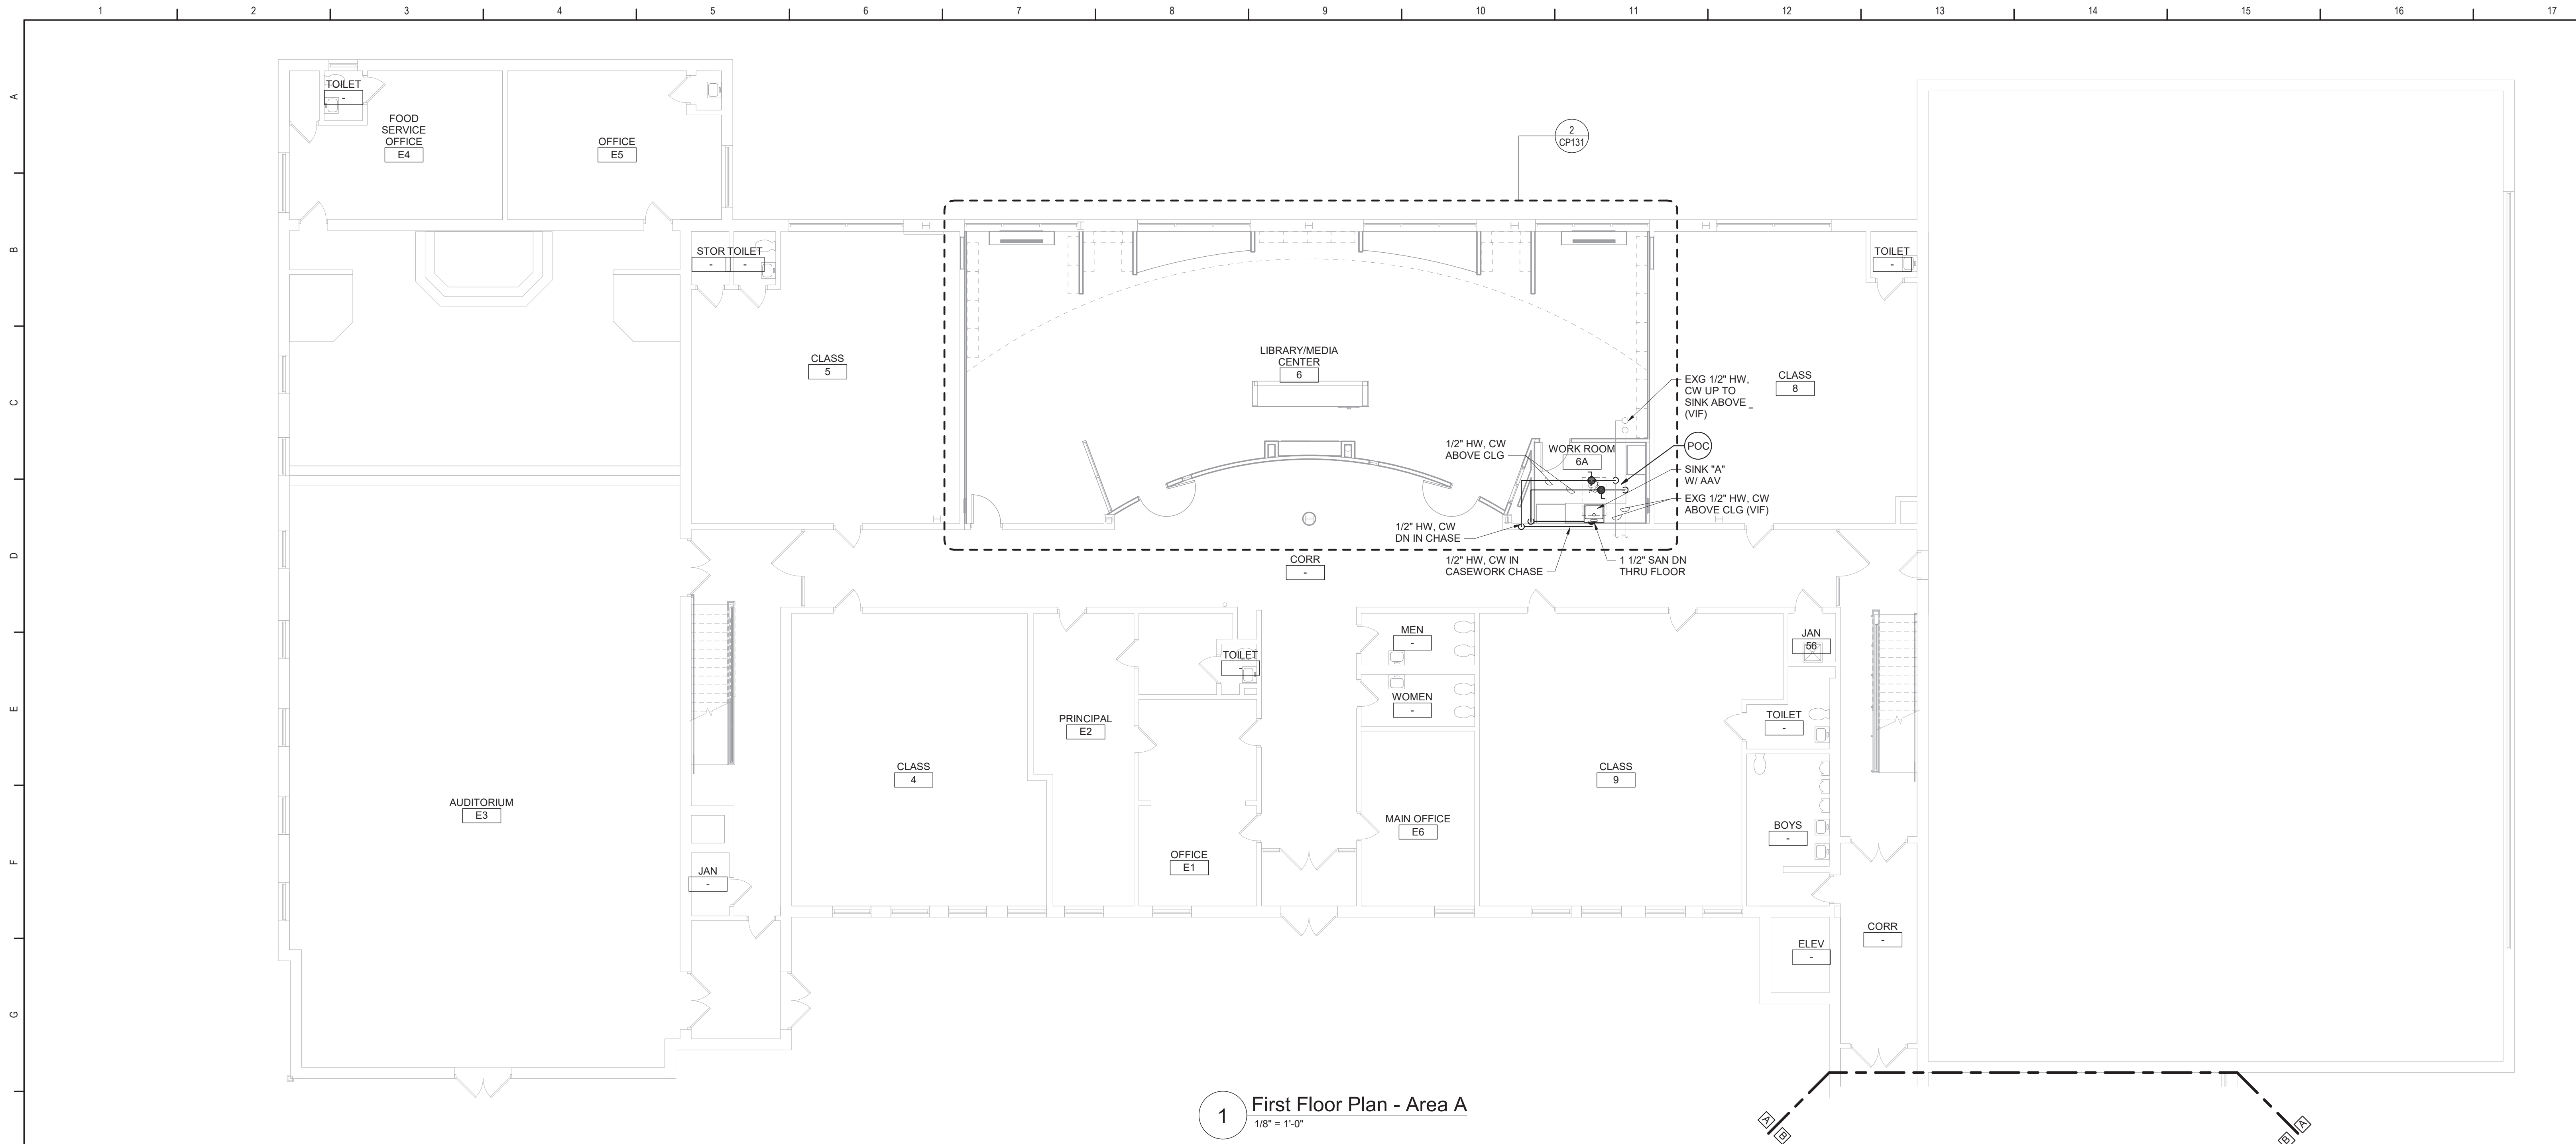 1 2 3 4 5 6 7 8 9 10 11 12 13 14 15 16 17
A
B
C
D
E
F
G
TOILET
-
FOOD
SERVICE
OFFICE
E4
OFFICE
E5
2
CP131
STOR TOILET
- -
TOILET
-
CLASS
5
LIBRARY/MEDIA
CENTER
6
CLASS
8
EXG 1/2" HW,
CW UP TO
SINK ABOVE _
(VIF)
1/2" HW, CW
ABOVE CLG
WORK ROOM
6A
POC
SINK "A"
W/ AAV
EXG 1/2" HW, CW
ABOVE CLG (VIF)
1/2" HW, CW
DN IN CHASE
1/2" HW, CW IN
CASEWORK CHASE
1 1/2" SAN DN
THRU FLOOR
CORR
-
MEN
-
JAN
56
TOILET
-
WOMEN
-
PRINCIPAL
E2
TOILET
-
CLASS
4
CLASS
9
AUDITORIUM
E3
MAIN OFFICE
E6
BOYS
-
OFFICE
E1
JAN
-
CORR
-
ELEV
-
1
First Floor Plan - Area A
1/8" = 1'-0"
A
B
A
B